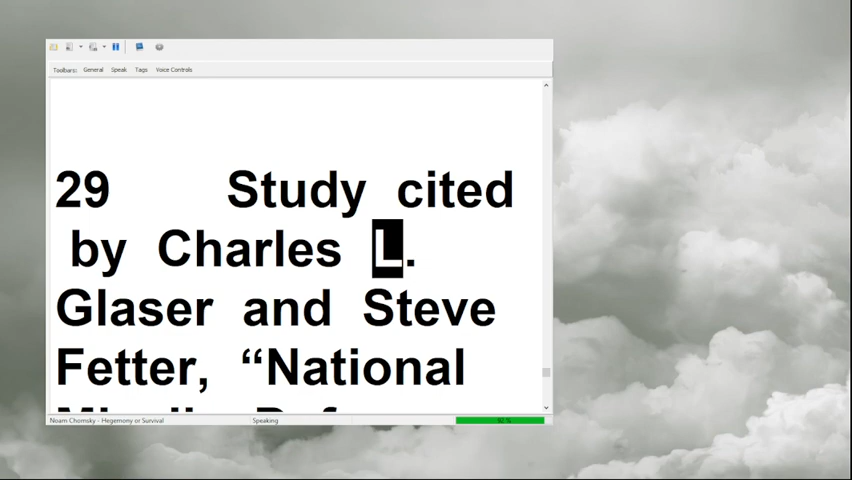 Toolbars: General Speak Tags Voice Controls
29 Study cited
by Charles L.
Glaser and Steve
Fetter, “National
Noam Chomsky - Hegemony or Survival Speaking